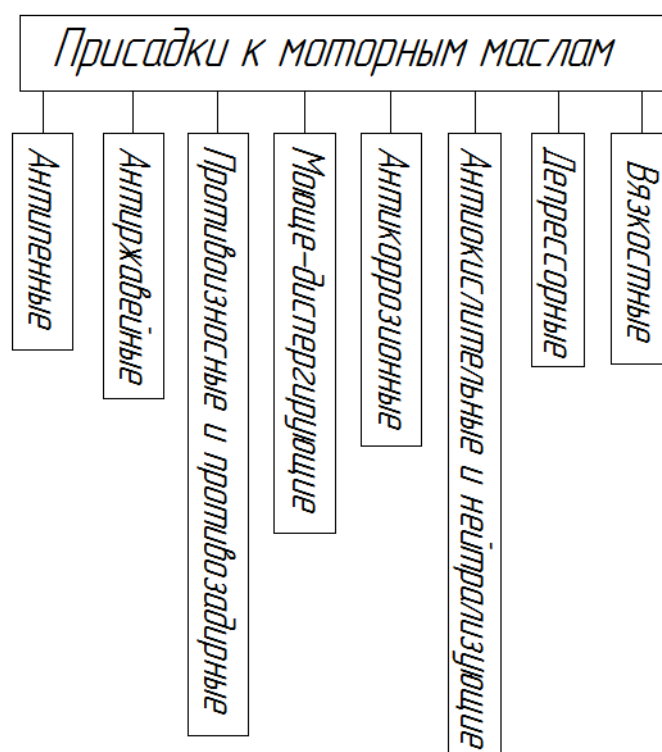 Присадки к моторным маслам
Антипенные
Антиржавейные
Противоизносные и противозадирные
Моюще-диспергирующие
Антикоррозионные
Антиокислительные и нейтрализующие
Депрессорные
Вязкостные